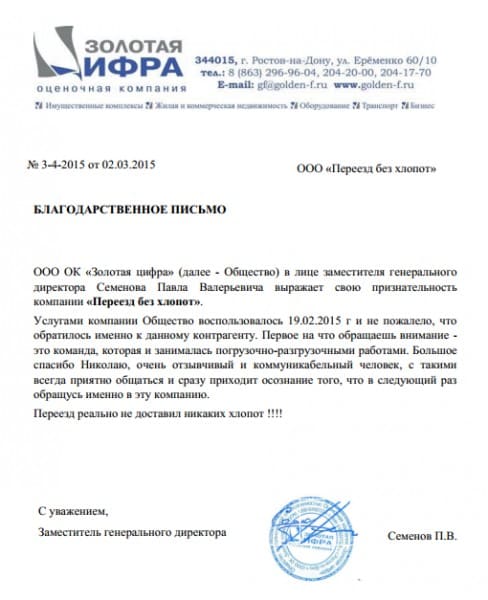 ЗОЛОТАЯ
ЦИФРА
оценочная компания
344015, г. Ростов-на-Дону, ул. Ерёменко 60/10
тел.: 8 (863) 296-96-04, 204-20-00, 204-17-70
E-mail: gf@golden-f.ru www.golden-f.ru
Имущественные комплексы Жилая и коммерческая недвижимость Оборудование Транспорт Бизнес
№ 3-4-2015 от 02.03.2015
ООО «Переезд без хлопот»
БЛАГОДАРСТВЕННОЕ ПИСЬМО
ООО ОК «Золотая цифра» (далее - Общество) в лице заместителя генерального
директора Семенова Павла Валерьевича выражает свою признательность
компании «Переезд без хлопот».
Услугами компании Общество воспользовалось 19.02.2015 г и не пожалело, что
обратилось именно к данному контрагенту. Первое на что обращаешь внимание -
это команда, которая и занималась погрузочно-разгрузочными работами. Большое
спасибо Николаю, очень отзывчивый и коммуникабельный человек, с такими
всегда приятно общаться и сразу приходит осознание того, что в следующий раз
обращусь именно в эту компанию.
Переезд реально не доставил никаких хлопот !!!!
С уважением,
Заместитель генерального директора
Семенов П.В.
ЗОЛОТАЯ
ЦИФРА